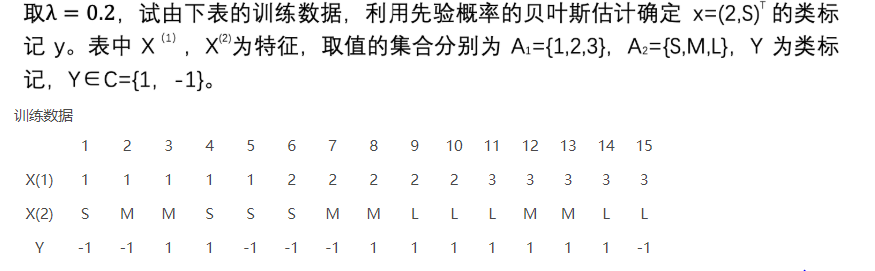 取λ = 0.2，试由下表的训练数据，利用先验概率的贝叶斯估计确定 x=(2,S)ᵀ的类标
记 y。表中 X ⁽¹⁾ ，X⁽²⁾为特征，取值的集合分别为 A₁={1,2,3}，A₂={S,M,L}，Y 为类标
记，Y∈C={1，-1}。
训练数据
1 2 3 4 5 6 7 8 9 10 11 12 13 14 15
X(1) 1 1 1 1 1 2 2 2 2 2 3 3 3 3 3
X(2) S M M S S S M M L L L M M L L
Y -1 -1 1 1 -1 -1 -1 1 1 1 1 1 1 1 -1